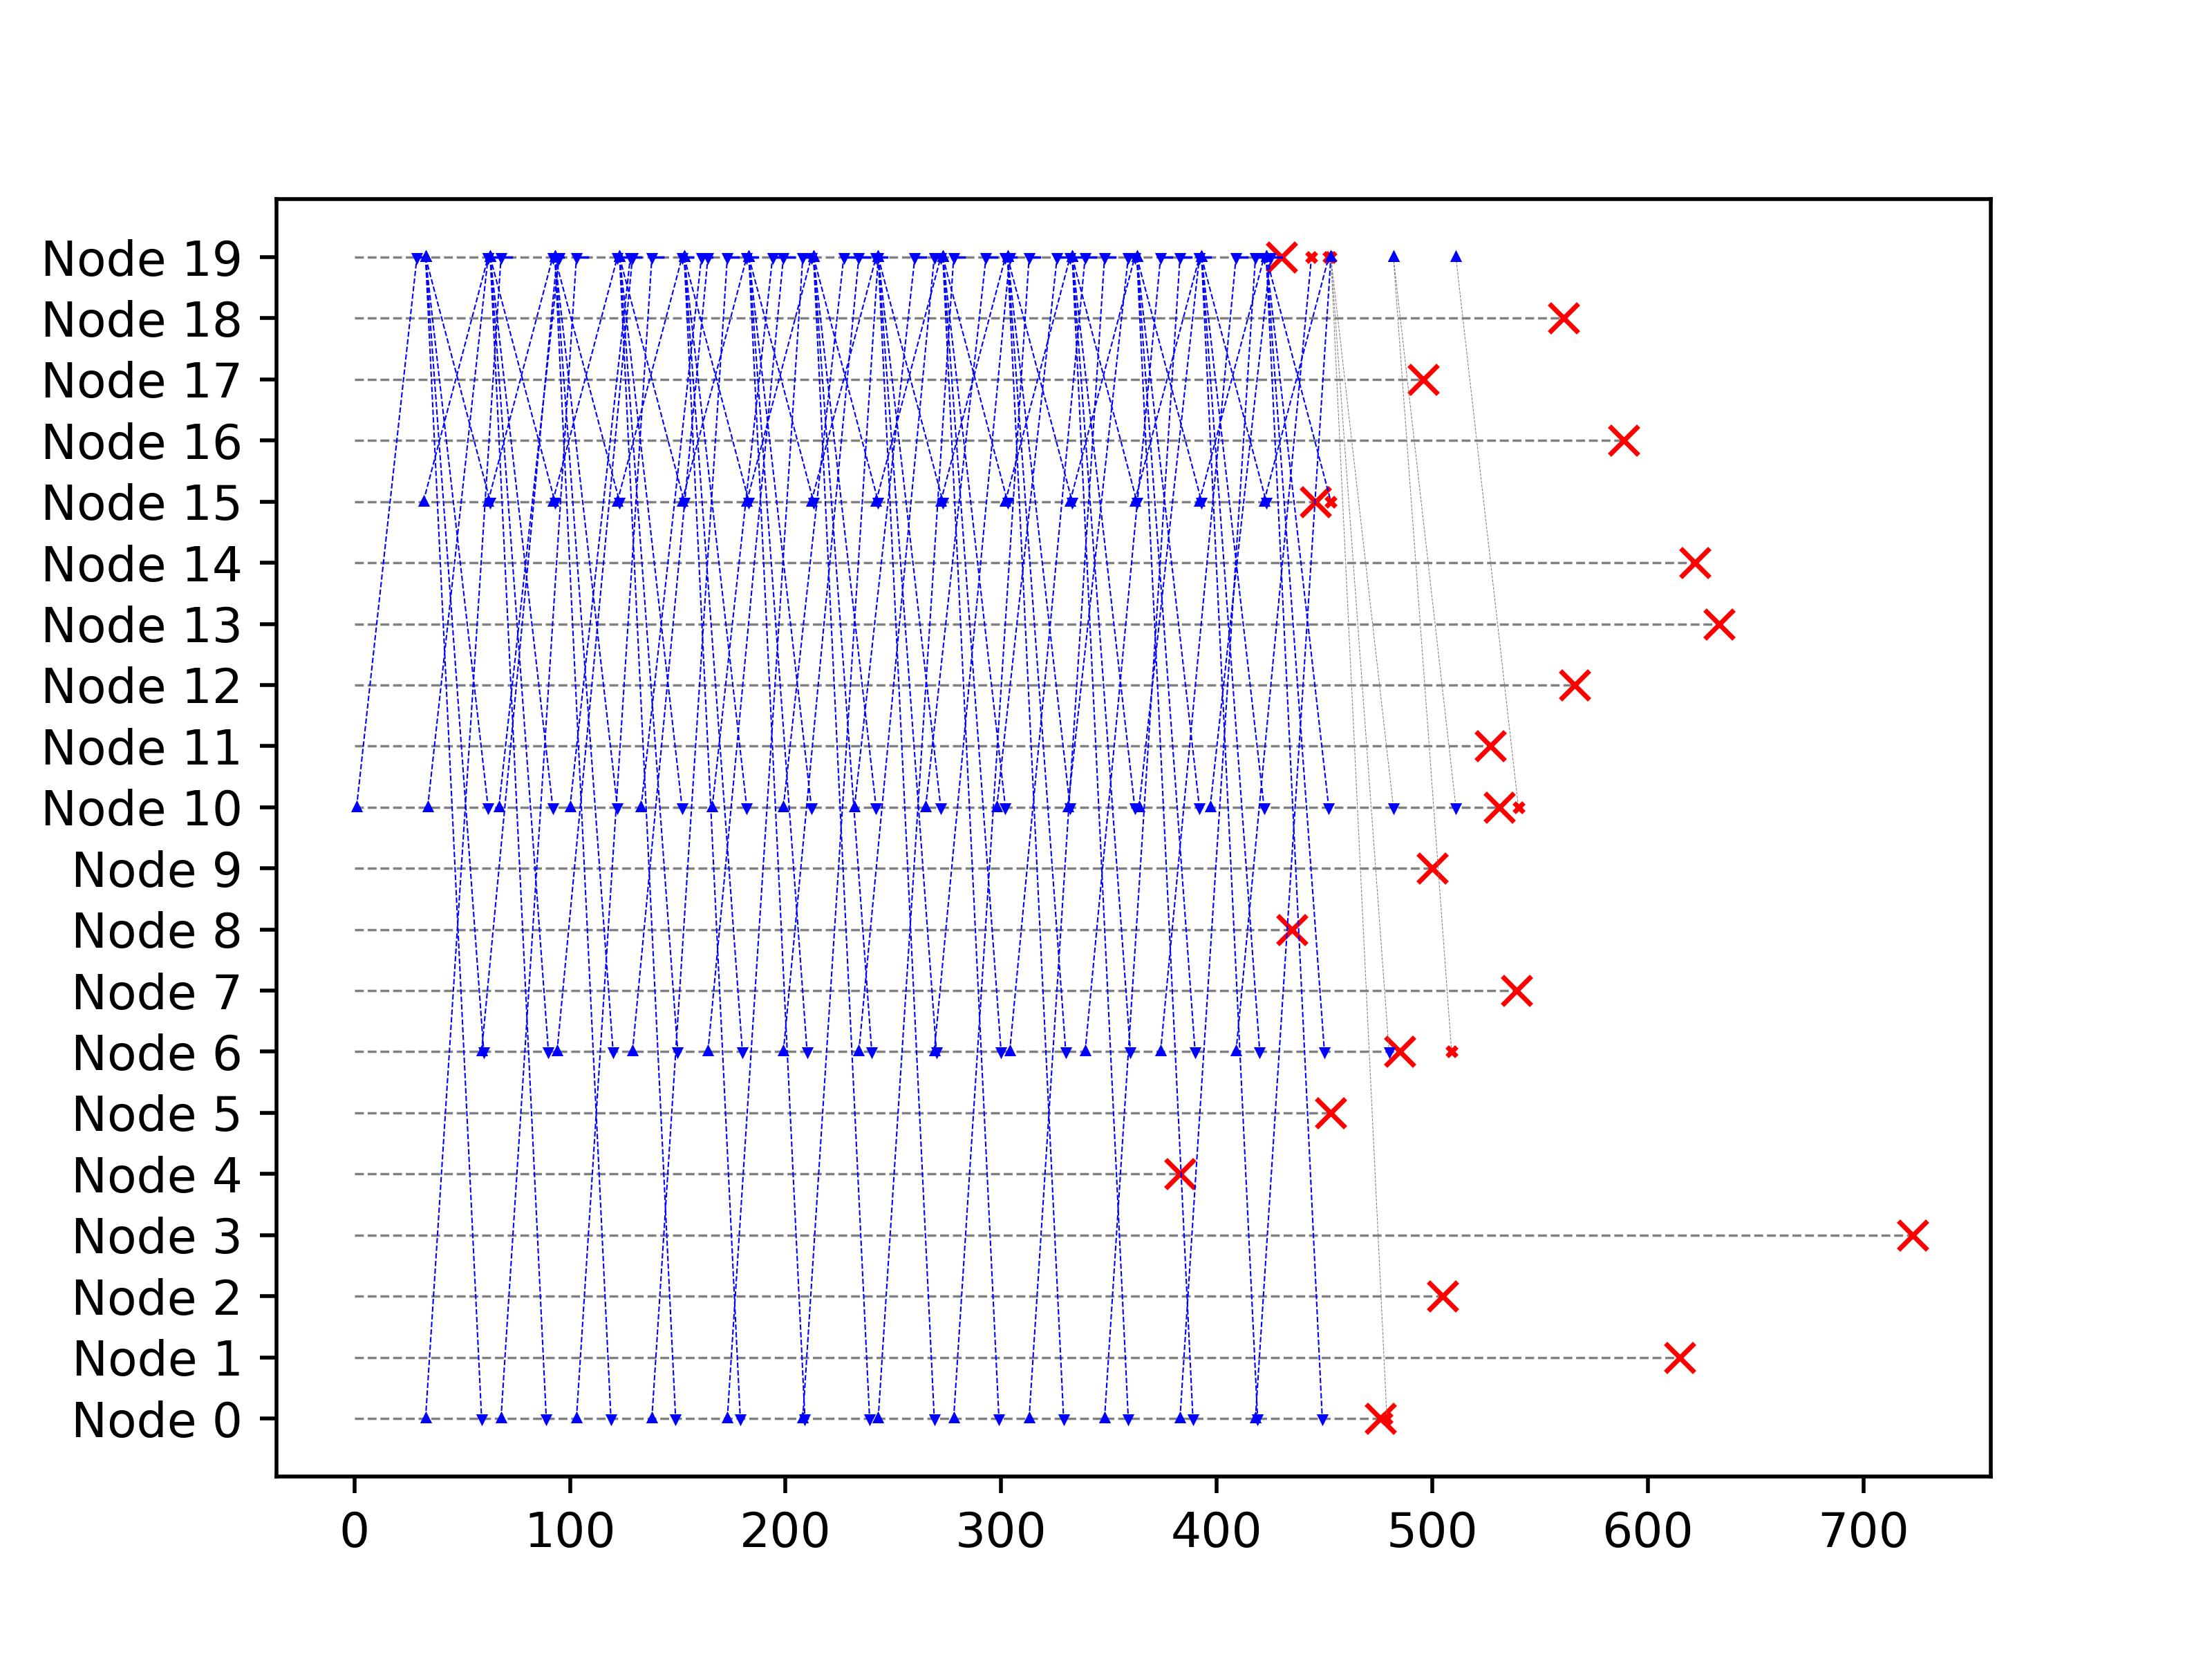 Node 19
Node 18
Node 17
Node 16
Node 15
Node 14
Node 13
Node 12
Node 11
Node 10
Node 9
Node 8
Node 7
Node 6
Node 5
Node 4
Node 3
Node 2
Node 1
Node 0
0 100 200 300 400 500 600 700